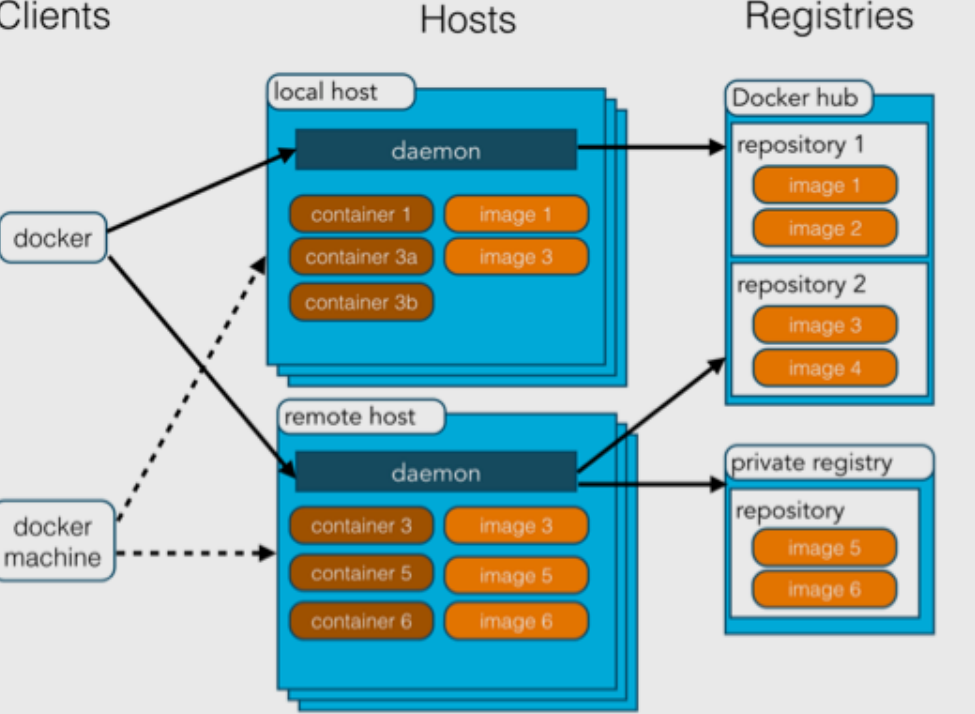 Clients
Hosts
Registries
docker
docker
machine
local host
daemon
container 1
image 1
container 3a
image 3
container 3b
remote host
daemon
container 3
image 3
container 5
image 5
container 6
image 6
Docker hub
repository 1
image 1
image 2
repository 2
image 3
image 4
private registry
repository
image 5
image 6